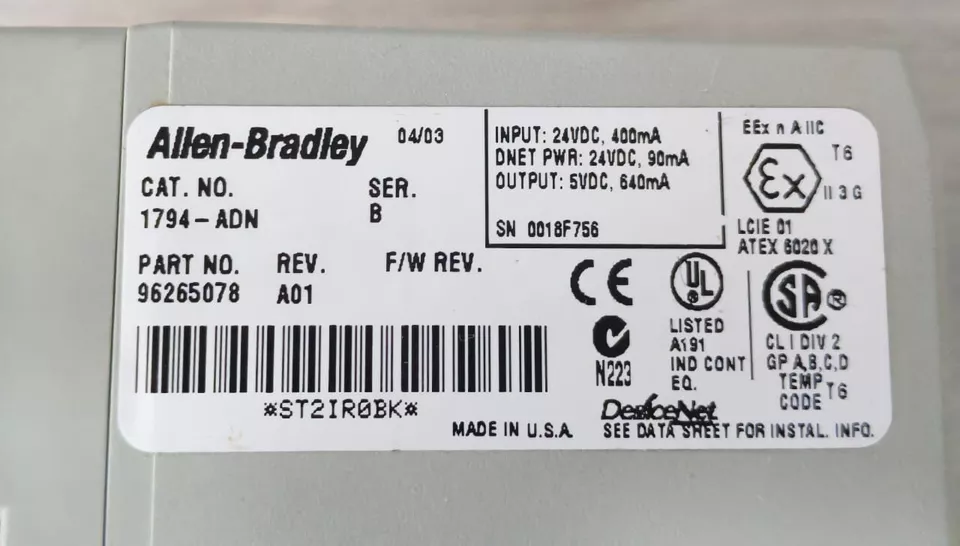 Allen-Bradley 04/03
CAT. NO. SER.
1794-ADN B
PART NO. REV. F/W REV.
96265078 A01
*ST2IR0BK*
INPUT: 24VDC, 400mA
DNET PWR: 24VDC, 90mA
OUTPUT: 5VDC, 640mA
SN 0018F756
EEx n A IIC
T6
Ex
II 3 G
LCIE 01
ATEX 6020 X
CE
UL
LISTED
A191
IND CONT
EQ.
N223
SA®
CL I DIV 2
GP A,B,C,D
TEMP
CODE T6
DeviceNet
MADE IN U.S.A.
SEE DATA SHEET FOR INSTAL. INFO.